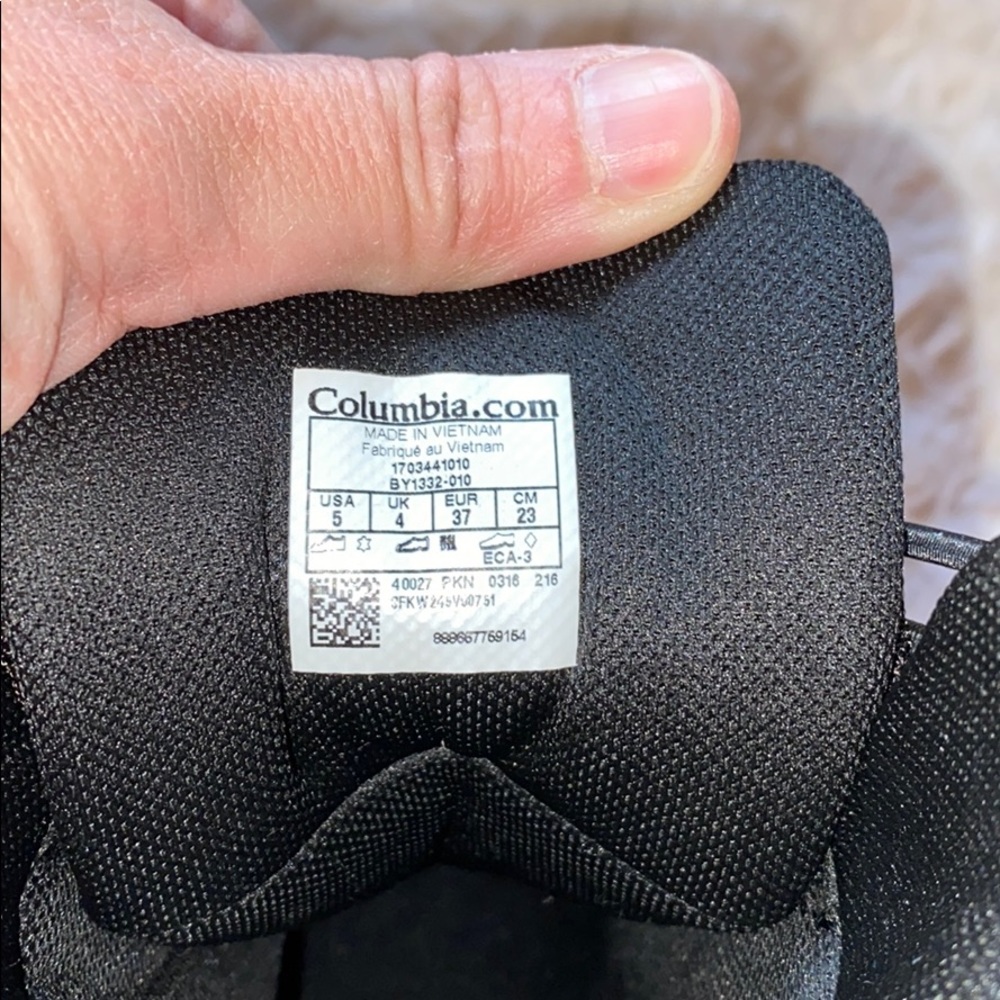 Columbia.com
MADE IN VIETNAM
Fabriqué au Vietnam
1703441010
BY1332-010
USA UK EUR CM
5 4 37 23
ECA-3
40027 PKN 0316 216